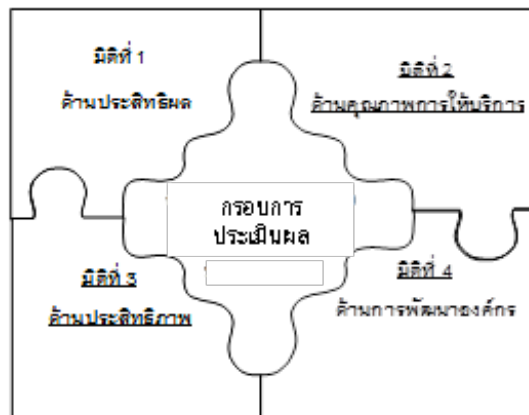 มิติที่ 1
ด้านประสิทธิผล
มิติที่ 2
ด้านคุณภาพการให้บริการ
กรอบการ
ประเมินผล
มิติที่ 3
ด้านประสิทธิภาพ
มิติที่ 4
ด้านการพัฒนาองค์กร